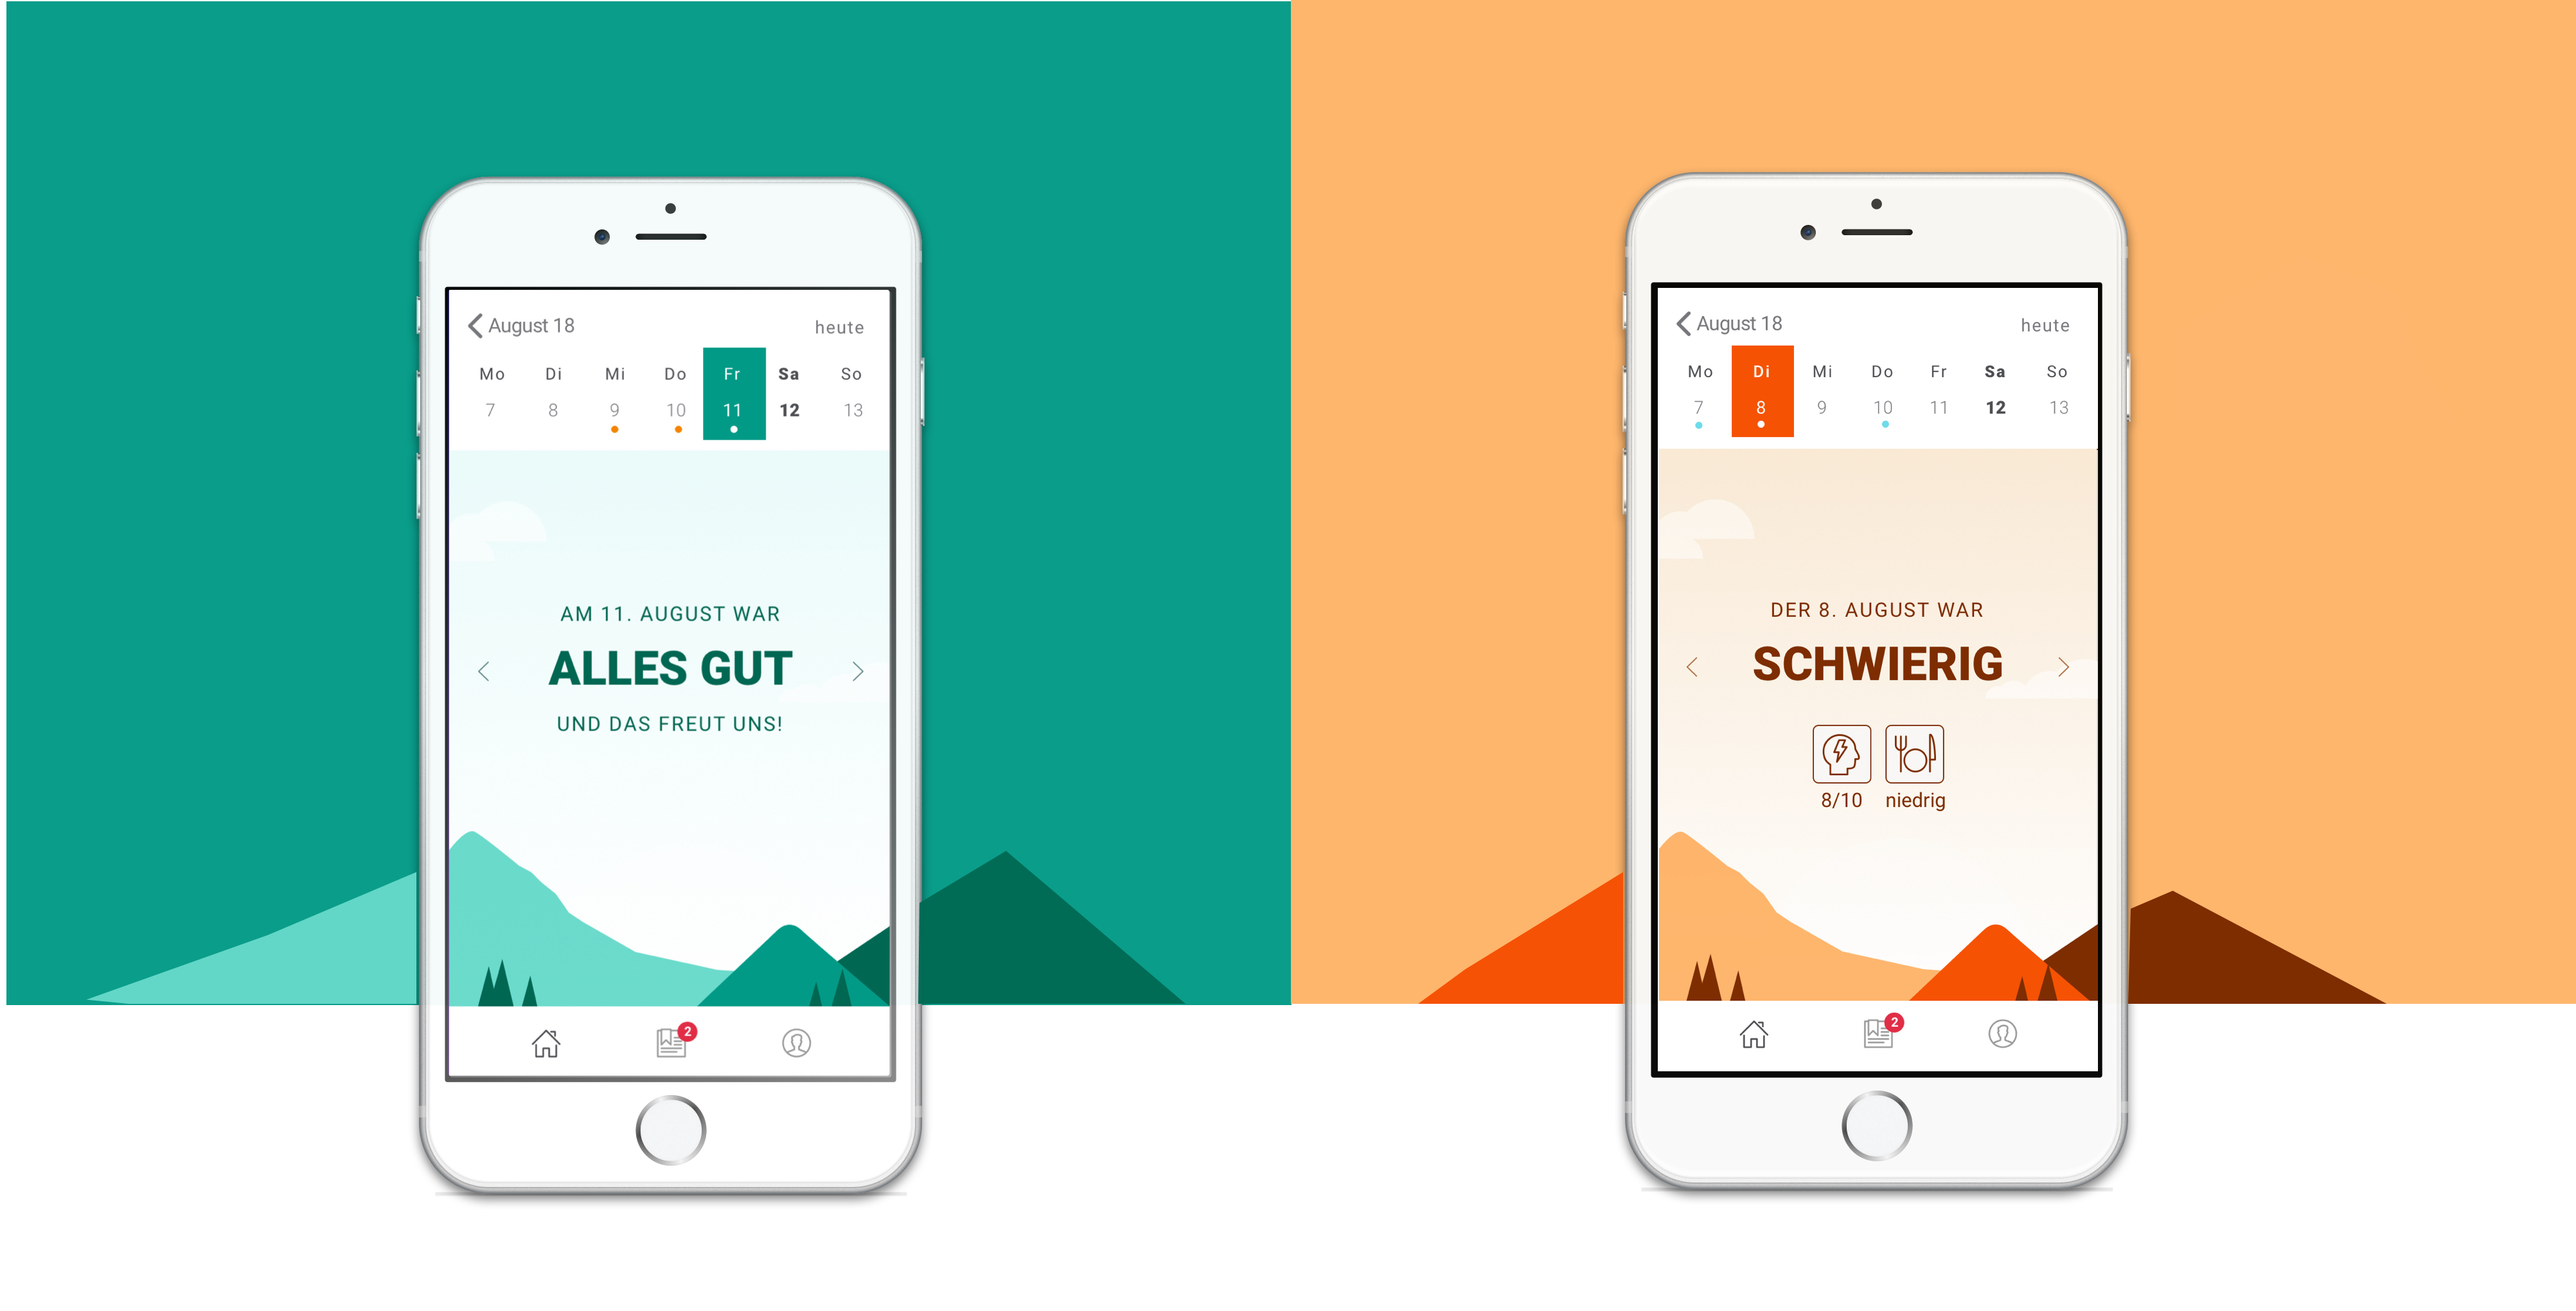 August 18 heute
Mo Di Mi Do Fr Sa So
7 8 9 10 11 12 13
AM 11. AUGUST WAR
ALLES GUT
UND DAS FREUT UNS!
2
August 18 heute
Mo Di Mi Do Fr Sa So
7 8 9 10 11 12 13
DER 8. AUGUST WAR
SCHWIERIG
8/10 niedrig
2